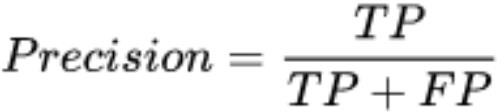 Precision = TP / TP + FP